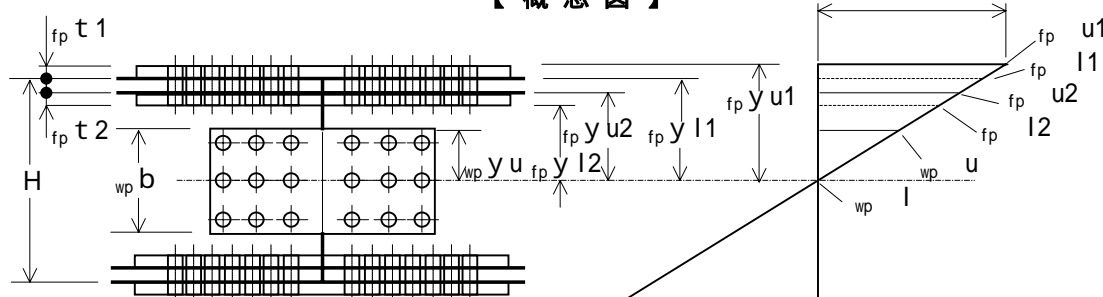 【 概 念 図 】
fp t 1
fp t 2
H
wp b
wp y u
fp y l2
fp y u2
fp y l1
fp y u1
fp u1
fp l1
fp u2
fp l2
wp u
wp l